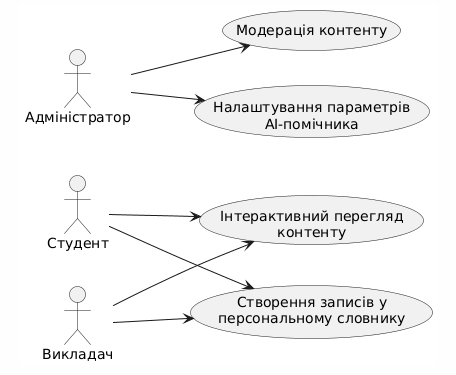 Модерація контенту
Адміністратор
Налаштування параметрів
AI-помічника
Студент
Інтерактивний перегляд
контенту
Викладач
Створення записів у
персональному словнику